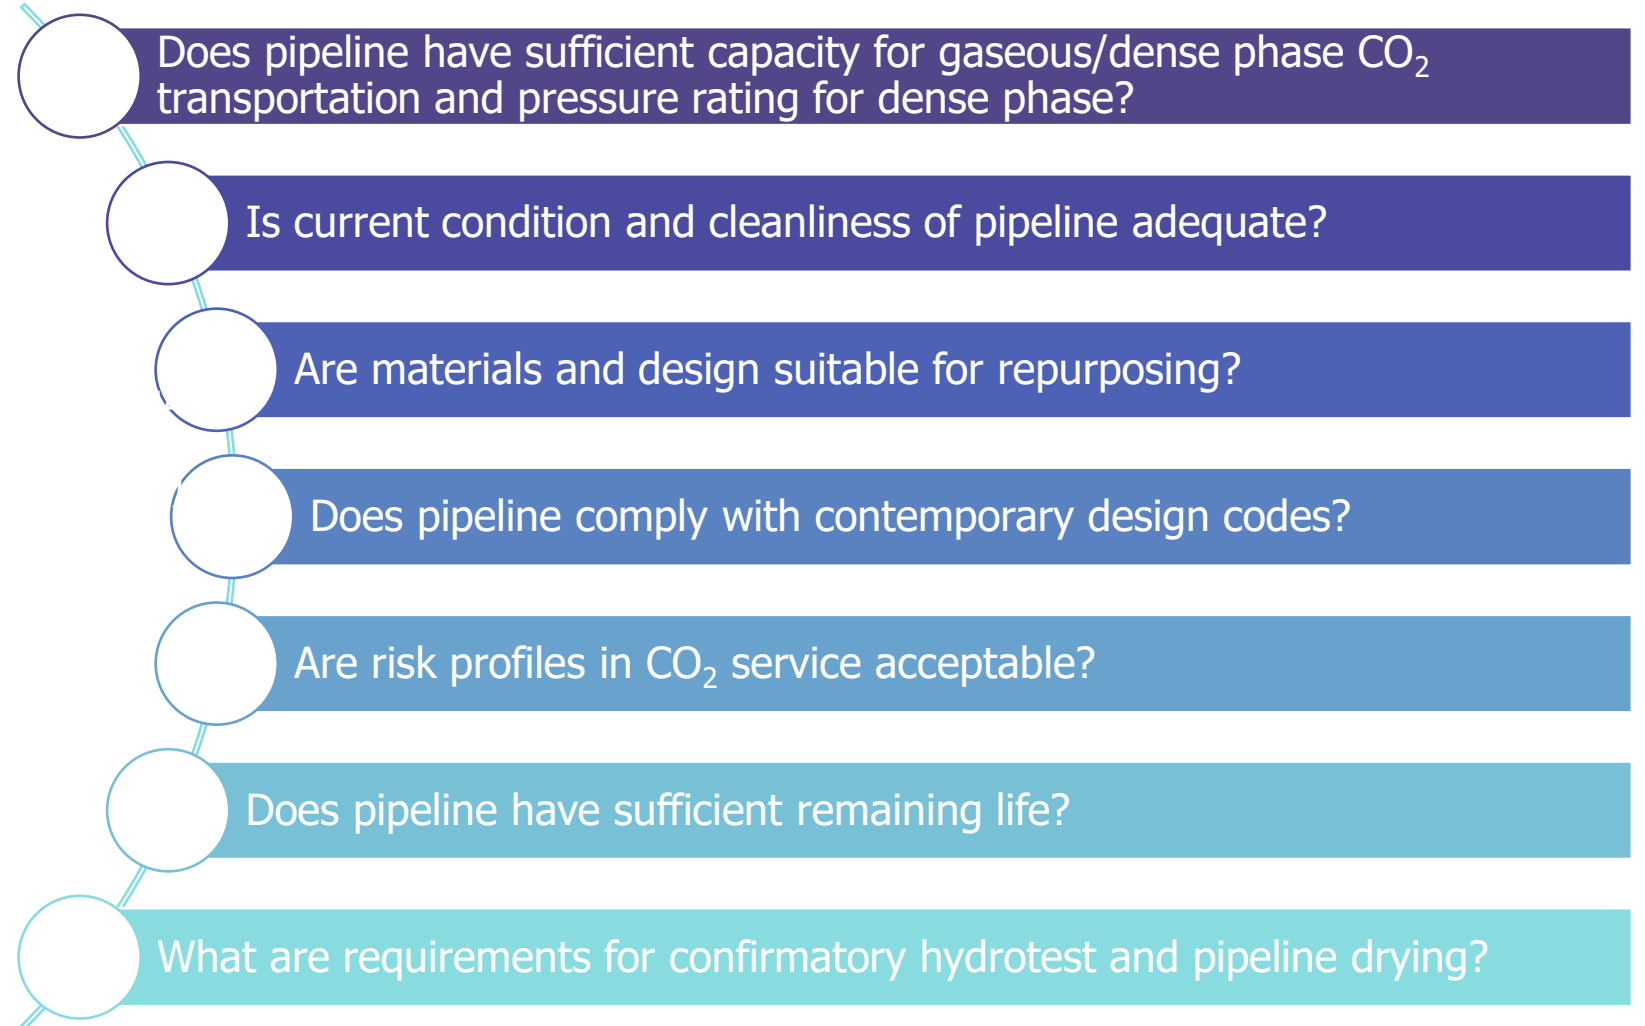 Does pipeline have sufficient capacity for gaseous/dense phase CO₂
transportation and pressure rating for dense phase?
Is current condition and cleanliness of pipeline adequate?
Are materials and design suitable for repurposing?
Does pipeline comply with contemporary design codes?
Are risk profiles in CO₂ service acceptable?
Does pipeline have sufficient remaining life?
What are requirements for confirmatory hydrotest and pipeline drying?